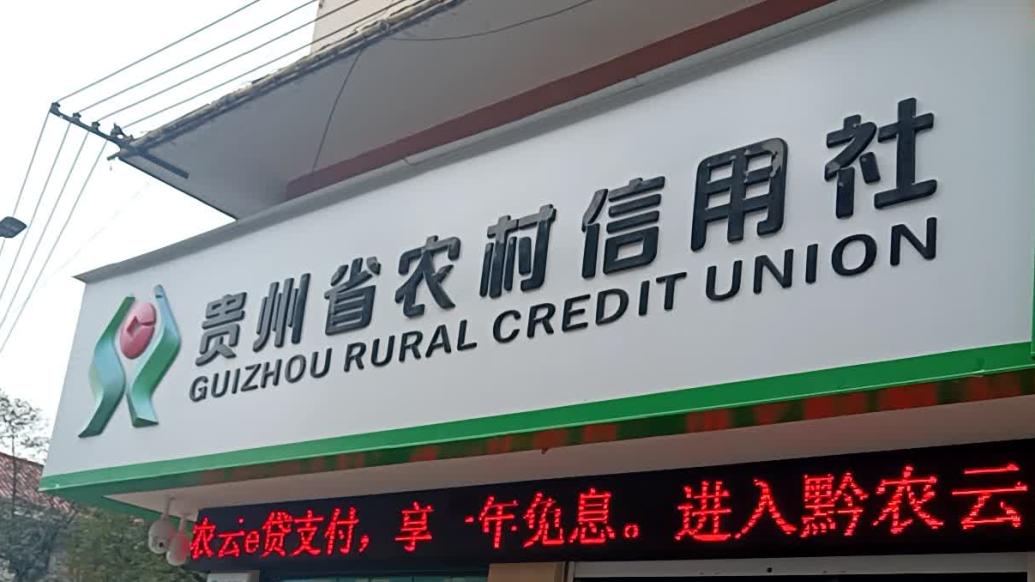 贵州省农村信用社
GUIZHOU RURAL CREDIT UNION
农云e贷支付，享一年免息。进入黔农云